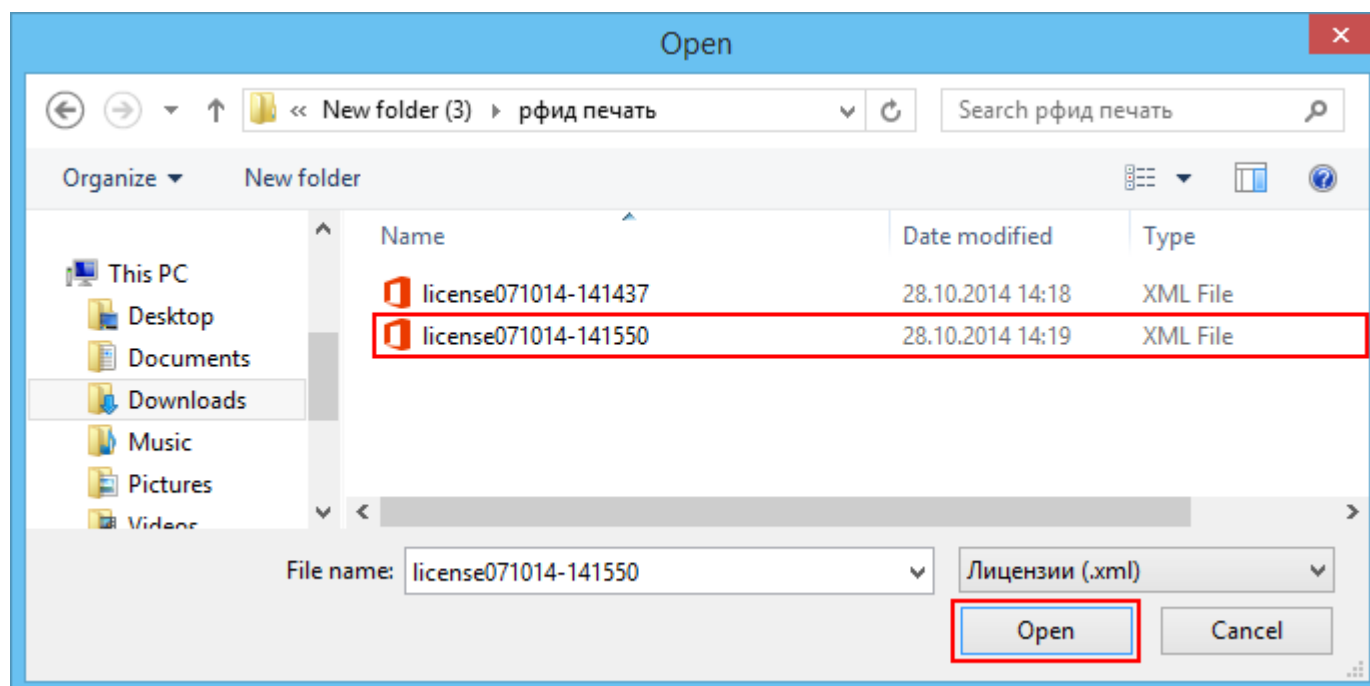 Open
« New folder (3) рфид печать Search рфид печать
Organize New folder
Name Date modified Type
This PC
license071014-141437 28.10.2014 14:18 XML File
Desktop
license071014-141550 28.10.2014 14:19 XML File
Documents
Downloads
Music
Pictures
Videos
File name: license071014-141550 Лицензии (.xml)
Open Cancel